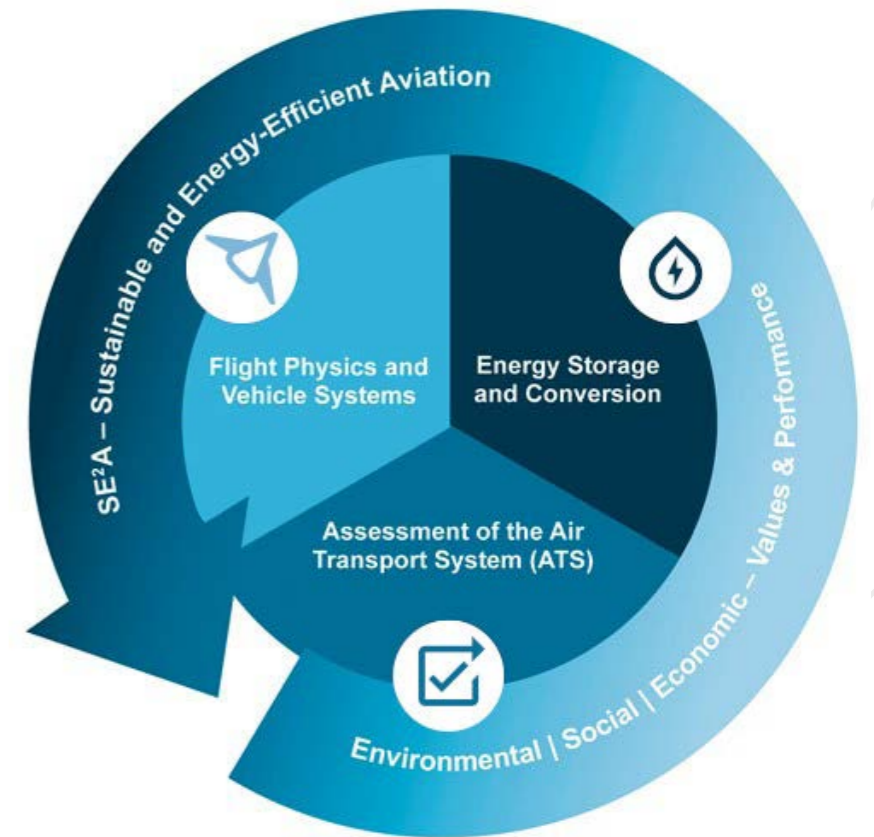 SE²A – Sustainable and Energy-Efficient Aviation
Flight Physics and
Vehicle Systems
Energy Storage
and Conversion
Assessment of the Air
Transport System (ATS)
Environmental | Social | Economic – Values & Performance